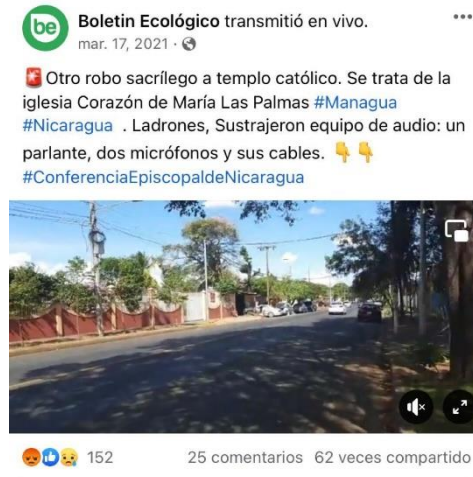 be
Boletin Ecológico transmitió en vivo.
mar. 17, 2021 ·
🚨Otro robo sacrílego a templo católico. Se trata de la
iglesia Corazón de María Las Palmas #Managua
#Nicaragua . Ladrones, Sustrajeron equipo de audio: un
parlante, dos micrófonos y sus cables. 👇👇
#ConferenciaEpiscopaldeNicaragua
152
25 comentarios 62 veces compartido